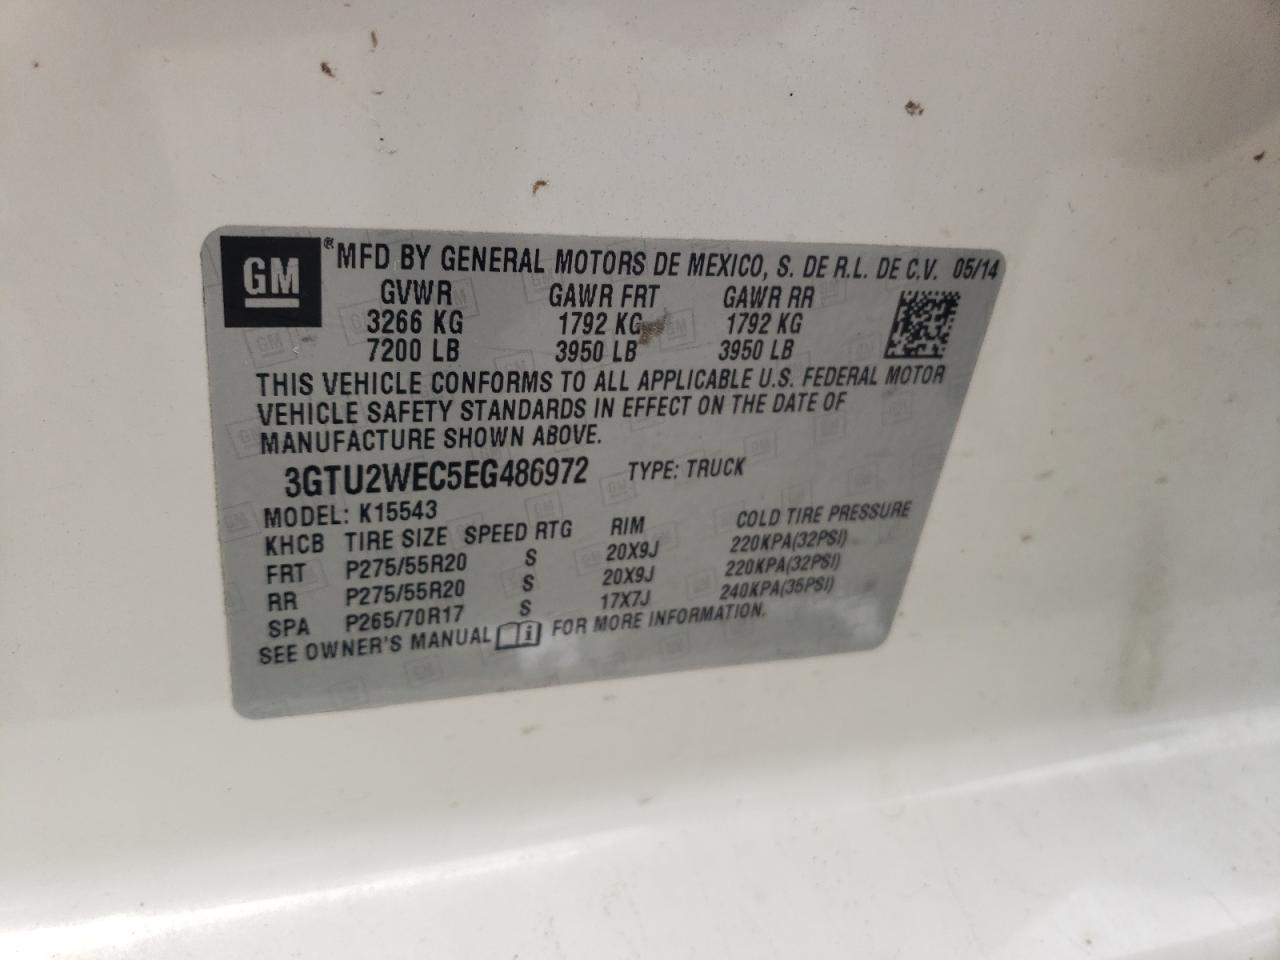 GM ® MFD BY GENERAL MOTORS DE MEXICO, S. DE R.L. DE C.V. 05/14
GVWR GAWR FRT GAWR RR
3266 KG 1792 KG 1792 KG
7200 LB 3950 LB 3950 LB
THIS VEHICLE CONFORMS TO ALL APPLICABLE U.S. FEDERAL MOTOR
VEHICLE SAFETY STANDARDS IN EFFECT ON THE DATE OF
MANUFACTURE SHOWN ABOVE.
3GTU2WEC5EG486972 TYPE: TRUCK
MODEL: K15543
KHCB TIRE SIZE SPEED RTG RIM COLD TIRE PRESSURE
FRT P275/55R20 S 20X9J 220KPA(32PSI)
RR P275/55R20 S 20X9J 220KPA(32PSI)
SPA P265/70R17 S 17X7J 240KPA(35PSI)
SEE OWNER'S MANUAL i FOR MORE INFORMATION.